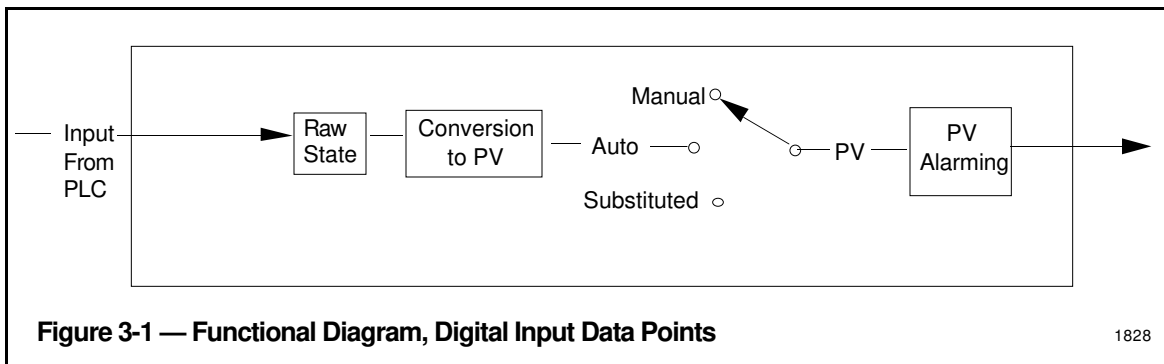 Input
From
PLC
Raw
State
Conversion
to PV
Manual
Auto
Substituted
PV
PV
Alarming
Figure 3-1 — Functional Diagram, Digital Input Data Points
1828